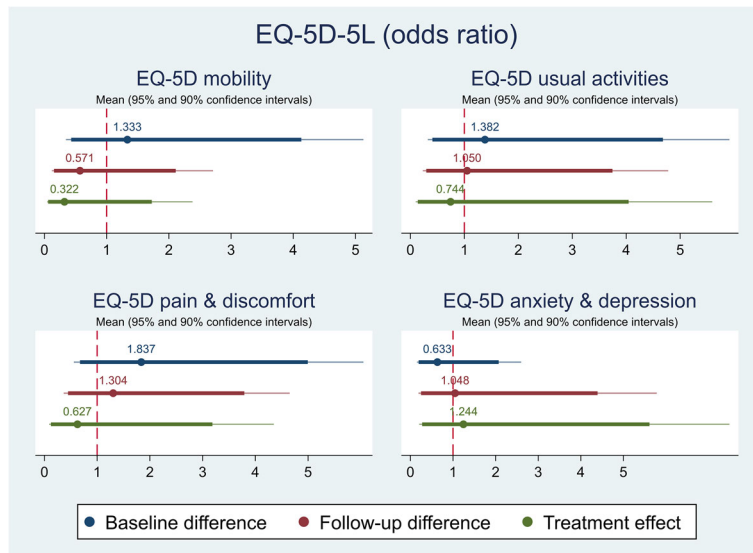 EQ-5D-5L (odds ratio)
EQ-5D mobility
Mean (95% and 90% confidence intervals)
1.333
0.571
0.322
0 1 2 3 4 5
EQ-5D usual activities
Mean (95% and 90% confidence intervals)
1.382
1.050
0.744
0 1 2 3 4 5
EQ-5D pain & discomfort
Mean (95% and 90% confidence intervals)
1.837
1.304
0.627
0 1 2 3 4 5
EQ-5D anxiety & depression
Mean (95% and 90% confidence intervals)
0.633
1.048
1.244
0 1 2 3 4 5
Baseline difference Follow-up difference Treatment effect